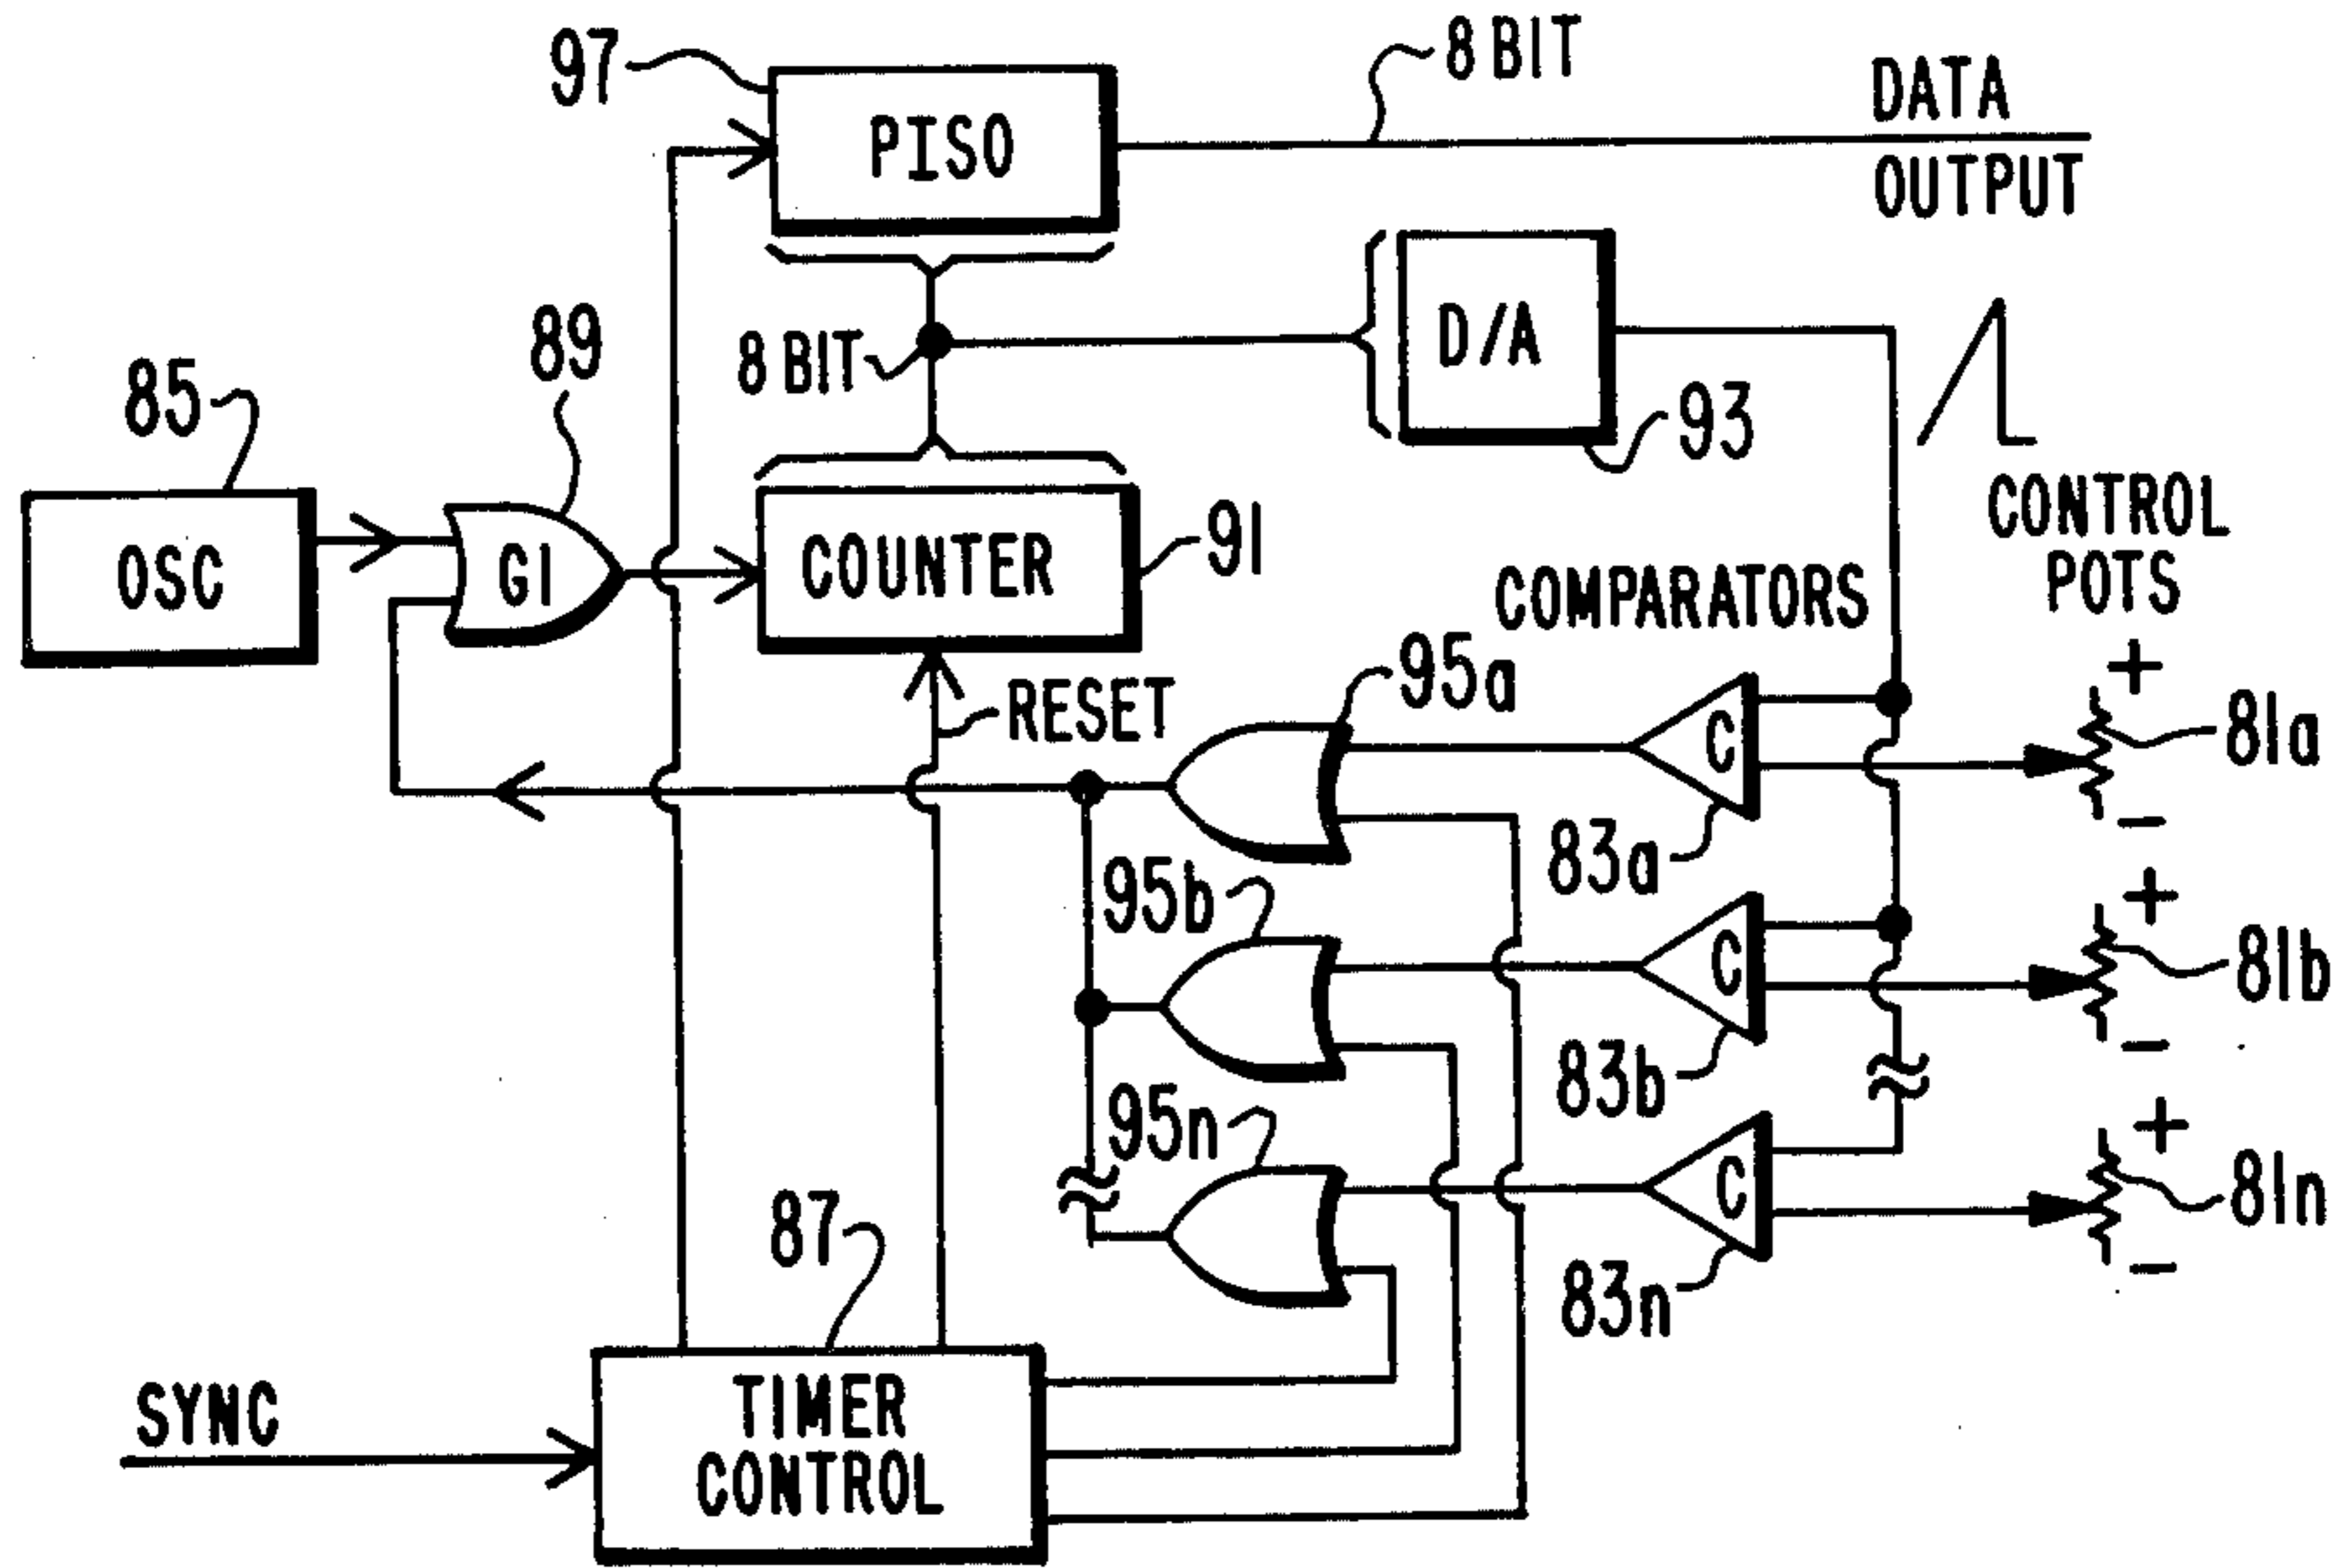 97
PISO
8 BIT
DATA
OUTPUT
89
8 BIT
D/A
93
85
OSC
G1
COUNTER
91
CONTROL
POTS
COMPARATORS
RESET
95a
C
+
81a
-
83a
95b
C
+
81b
-
83b
95n
C
+
81n
-
83n
87
SYNC
TIMER
CONTROL